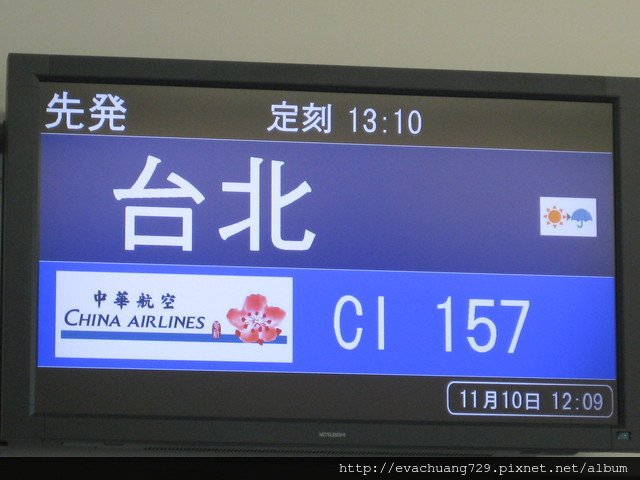 先発 定刻 13:10
台北
中華航空
CHINA AIRLINES
CI 157
11月10日 12:09
MITSUBISHI
http://evachuang729.pixnet.net/album